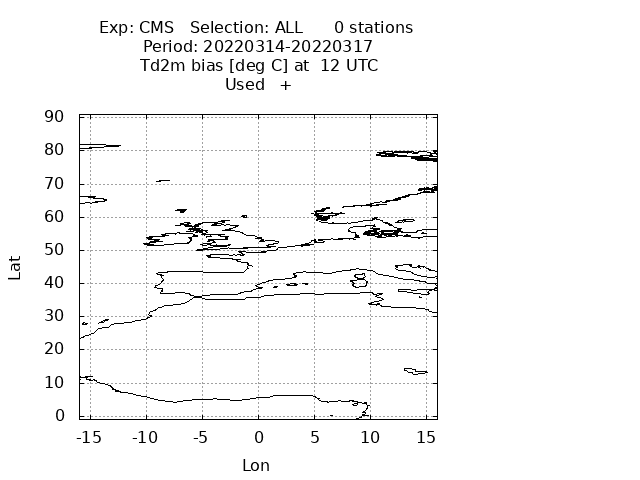 Exp: CMS   Selection: ALL      0 stations
Period: 20220314-20220317
Td2m bias [deg C] at  12 UTC
Used   +
90
80
70
60
50
40
30
20
10
0
Lat
-15 -10 -5 0 5 10 15
Lon